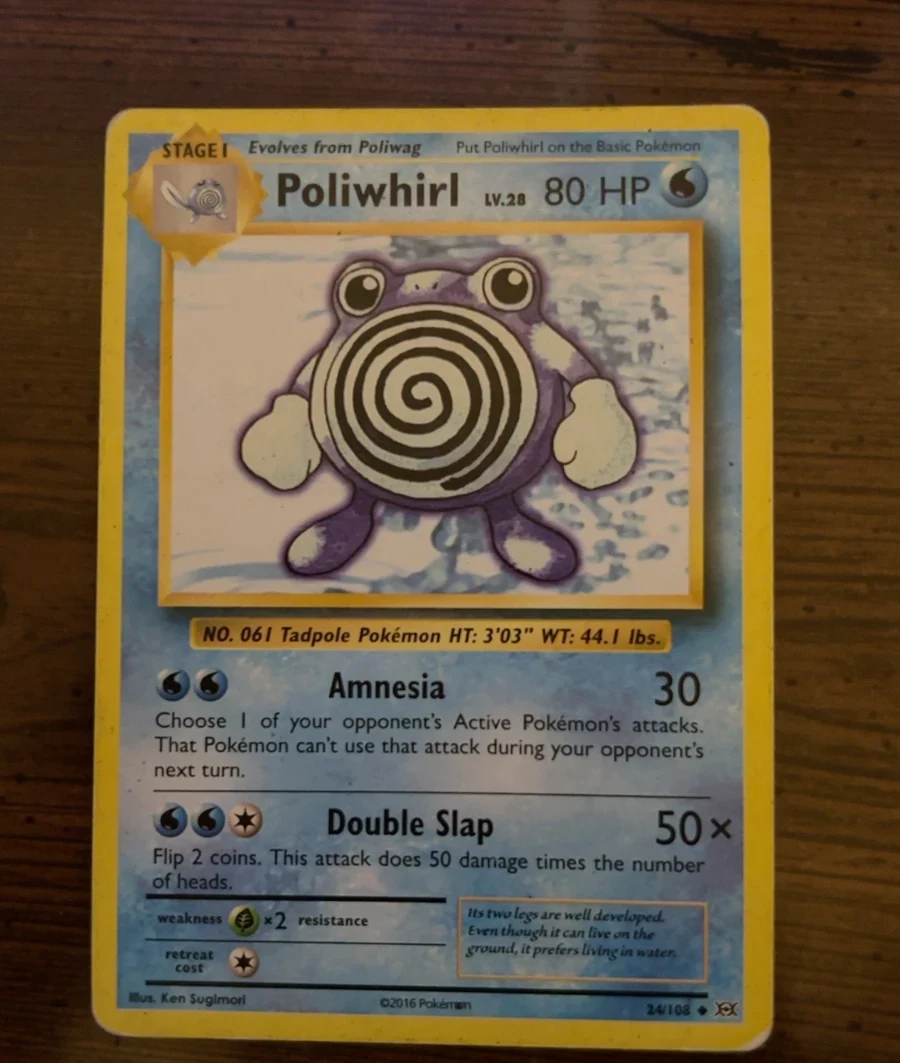 STAGE 1 Evolves from Poliwag Put Poliwhirl on the Basic Pokémon
Poliwhirl LV.28 80 HP
NO. 061 Tadpole Pokémon HT: 3'03" WT: 44.1 lbs.
Amnesia 30
Choose 1 of your opponent's Active Pokémon's attacks.
That Pokémon can't use that attack during your opponent's
next turn.
Double Slap 50×
Flip 2 coins. This attack does 50 damage times the number
of heads.
weakness ×2 resistance
retreat
cost
Its two legs are well developed.
Even though it can live on the
ground, it prefers living in water.
Illus. Ken Sugimori ©2016 Pokémon 24/108